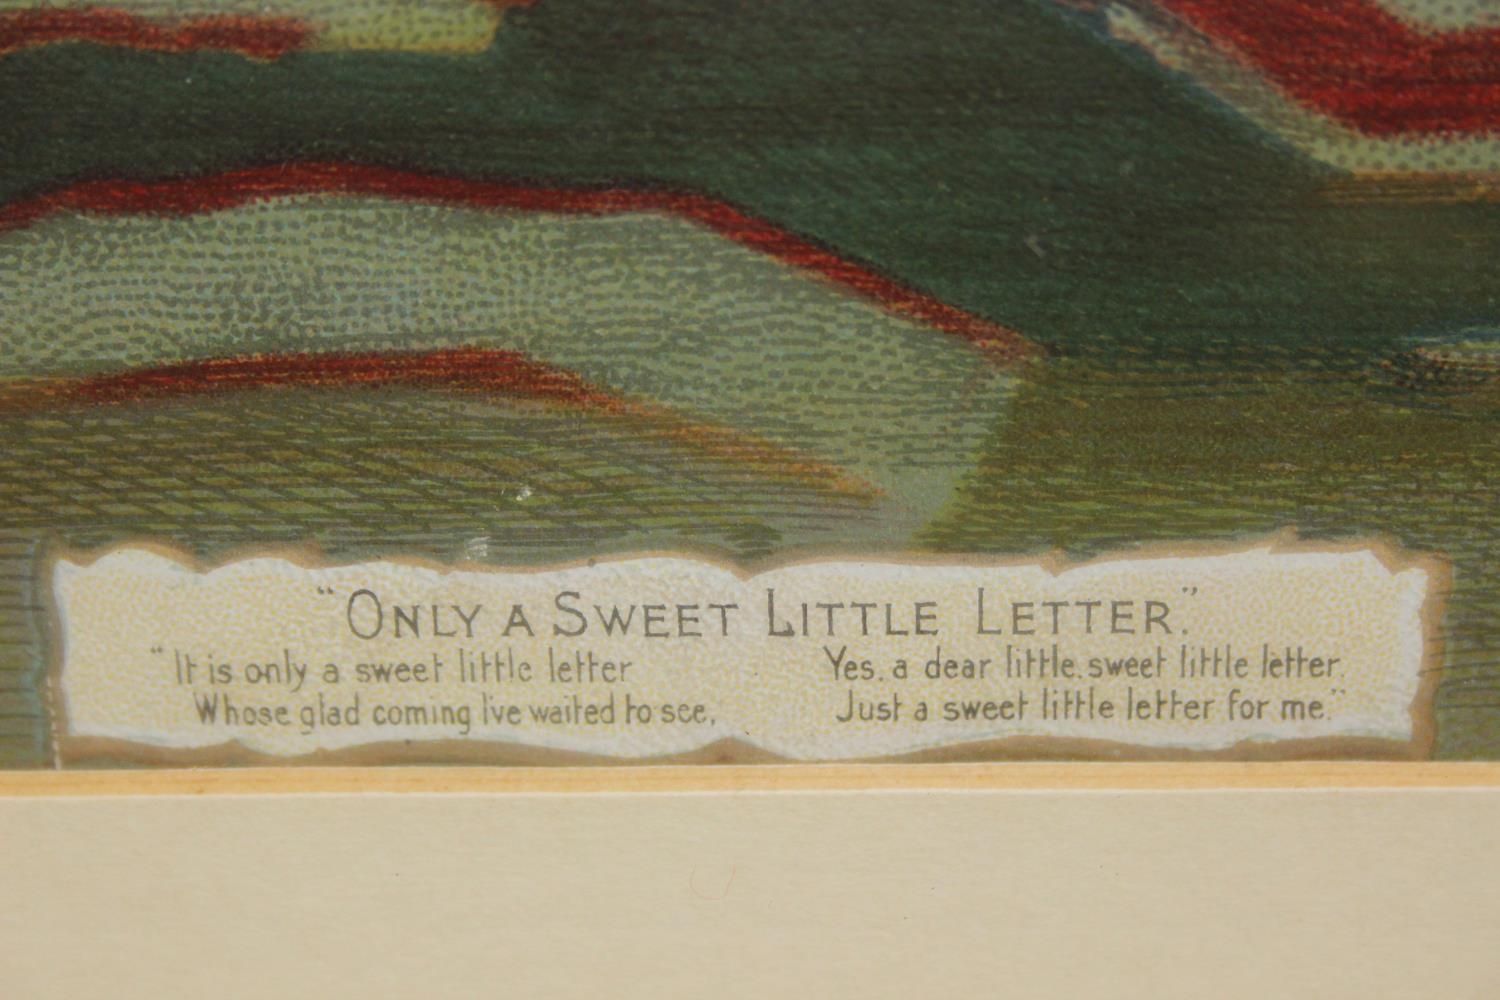 "ONLY A SWEET LITTLE LETTER."
"It is only a sweet little letter
Whose glad coming I've waited to see,
Yes, a dear little, sweet little letter.
Just a sweet little letter for me."